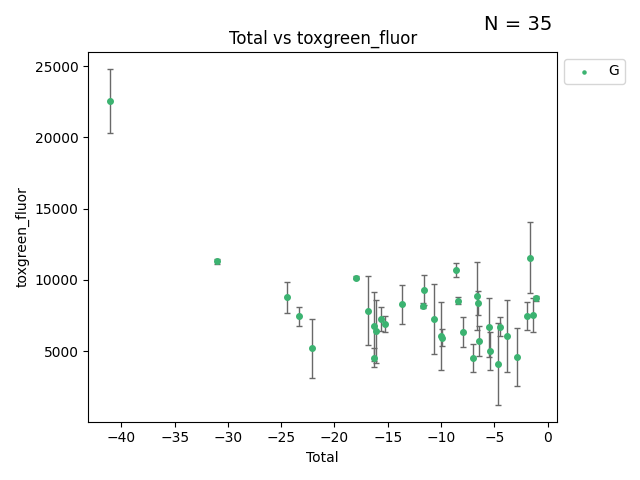 N = 35
Total vs toxgreen_fluor
G
25000
20000
15000
10000
5000
toxgreen_fluor
−40 −35 −30 −25 −20 −15 −10 −5 0
Total